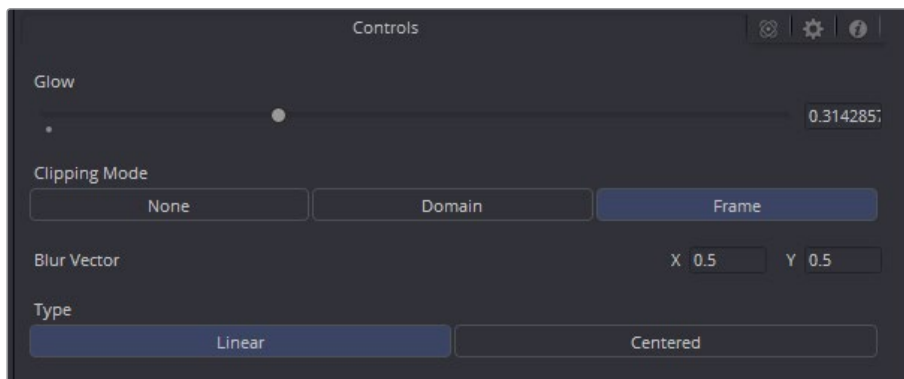 Controls
Glow
0.3142857
Clipping Mode
None Domain Frame
Blur Vector X 0.5 Y 0.5
Type
Linear Centered